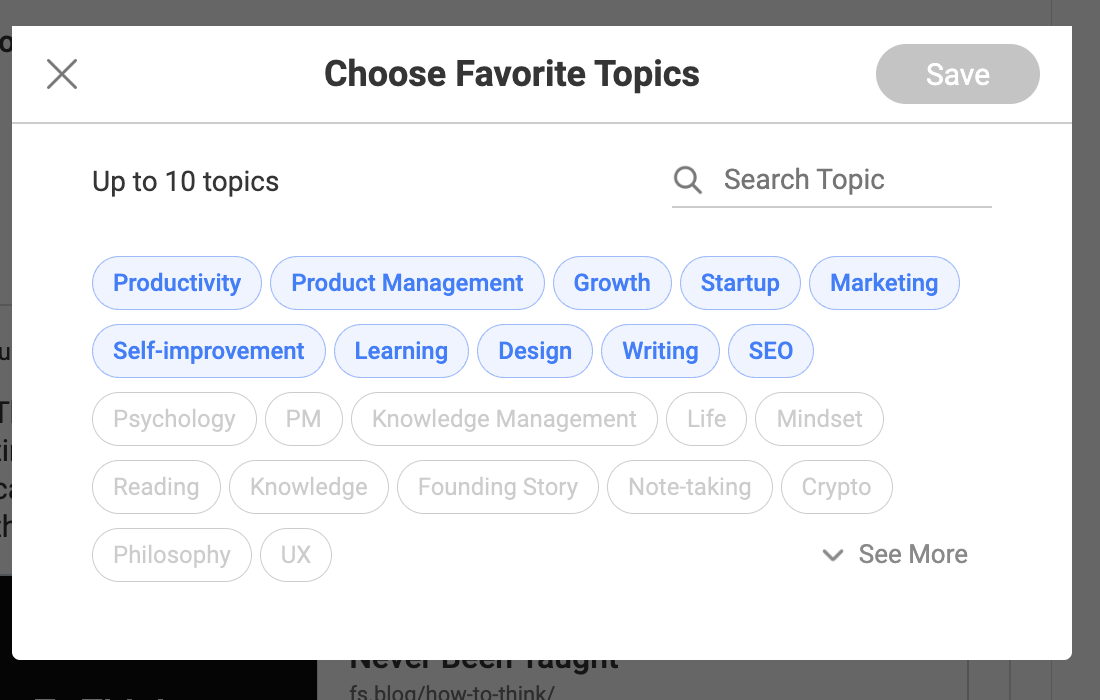 Choose Favorite Topics
Save
Up to 10 topics
Search Topic
Productivity Product Management Growth Startup Marketing
Self-improvement Learning Design Writing SEO
Psychology PM Knowledge Management Life Mindset
Reading Knowledge Founding Story Note-taking Crypto
Philosophy UX
See More
Never Been Taught
fs.blog/how-to-think/